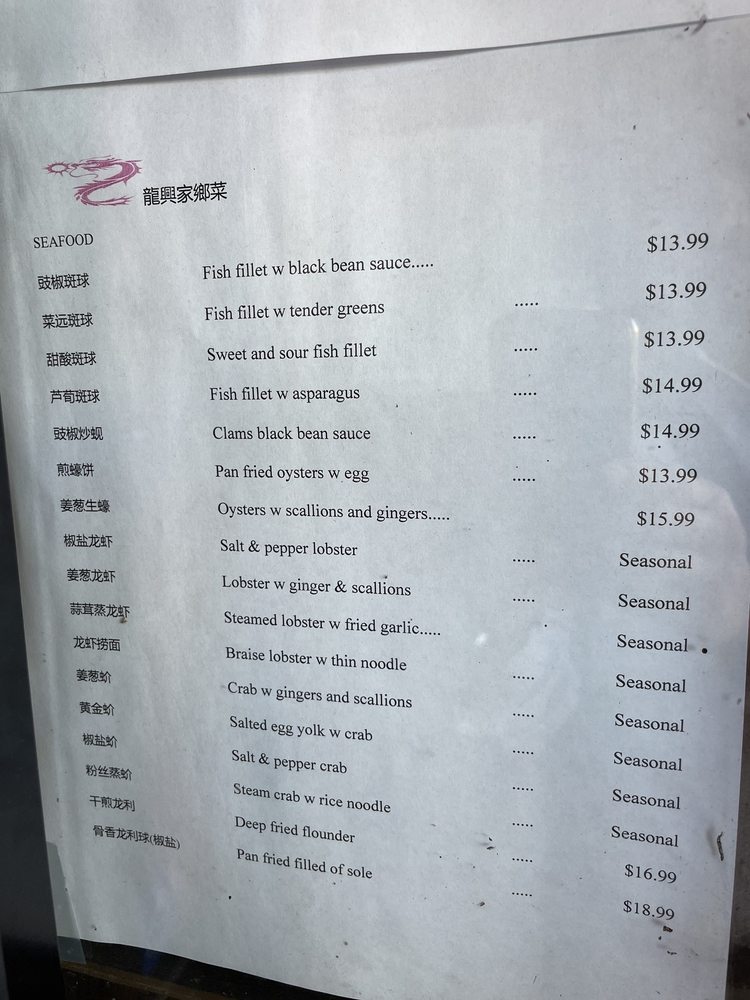 龍興家鄉菜
SEAFOOD
豉椒斑球 Fish fillet w black bean sauce..... $13.99
菜远斑球 Fish fillet w tender greens ..... $13.99
甜酸斑球 Sweet and sour fish fillet ..... $13.99
芦荀斑球 Fish fillet w asparagus ..... $14.99
豉椒炒蚬 Clams black bean sauce ..... $14.99
煎蠔饼 Pan fried oysters w egg ..... $13.99
姜葱生蠔 Oysters w scallions and gingers..... $15.99
椒盐龙虾 Salt & pepper lobster ..... Seasonal
姜葱龙虾 Lobster w ginger & scallions ..... Seasonal
蒜茸蒸龙虾 Steamed lobster w fried garlic..... Seasonal
龙虾捞面 Braise lobster w thin noodle ..... Seasonal
姜葱蚧 Crab w gingers and scallions ..... Seasonal
黄金蚧 Salted egg yolk w crab ..... Seasonal
椒盐蚧 Salt & pepper crab ..... Seasonal
粉丝蒸蚧 Steam crab w rice noodle ..... Seasonal
干煎龙利 Deep fried flounder ..... $16.99
骨香龙利球(椒盐) Pan fried filled of sole ..... $18.99